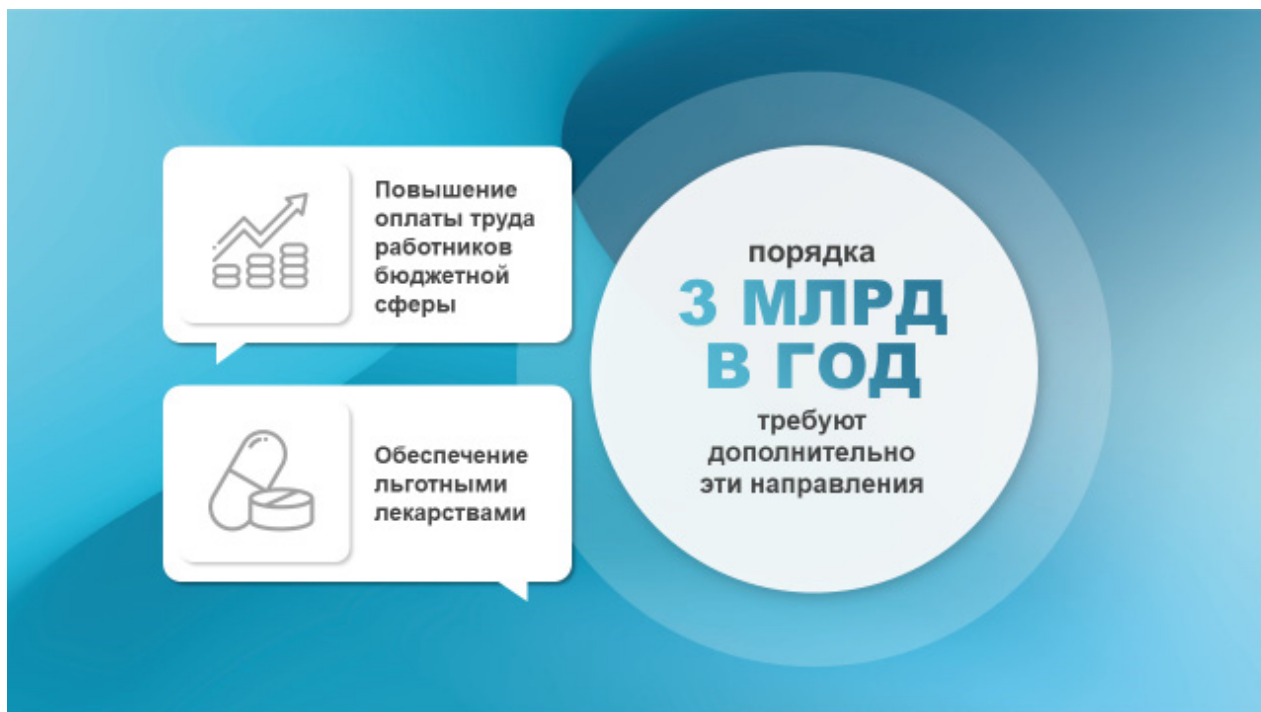 Повышение
оплаты труда
работников
бюджетной
сферы
Обеспечение
льготными
лекарствами
порядка
3 МЛРД
В ГОД
требуют
дополнительно
эти направления